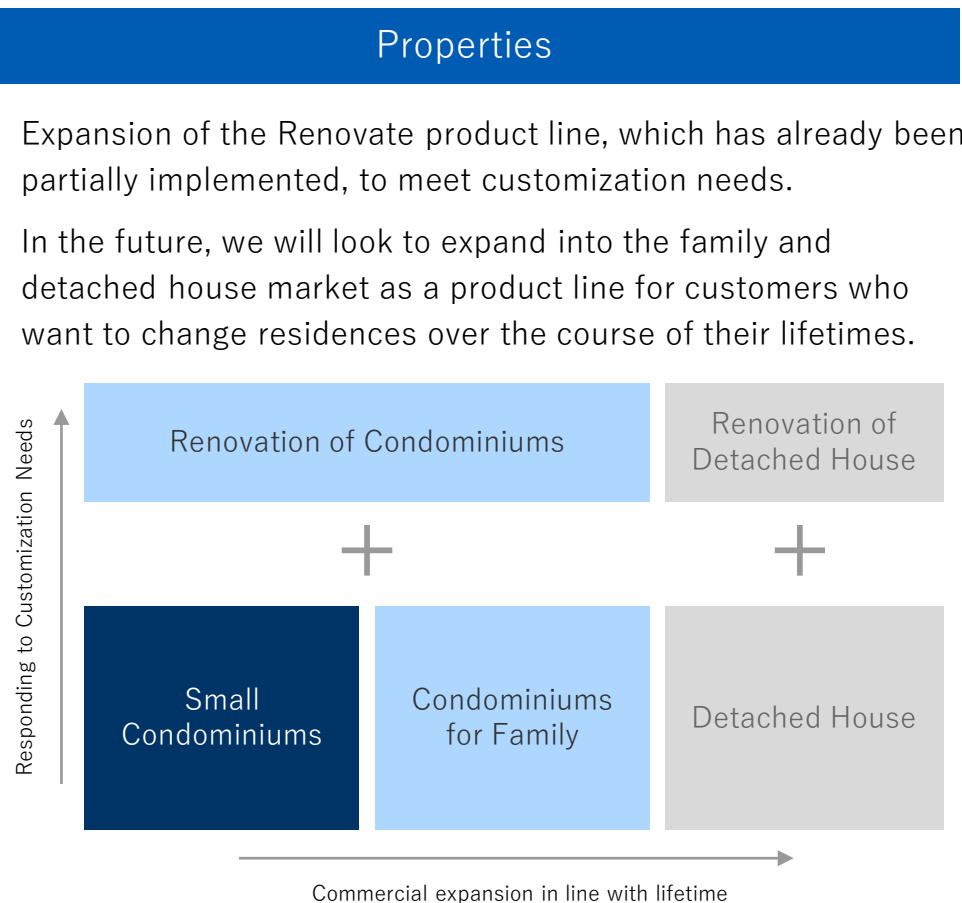 Properties
Expansion of the Renovate product line, which has already been
partially implemented, to meet customization needs.
In the future, we will look to expand into the family and
detached house market as a product line for customers who
want to change residences over the course of their lifetimes.
Responding to Customization Needs
Renovation of Condominiums
Renovation of
Detached House
+
+
Small
Condominiums
Condominiums
for Family
Detached House
Commercial expansion in line with lifetime